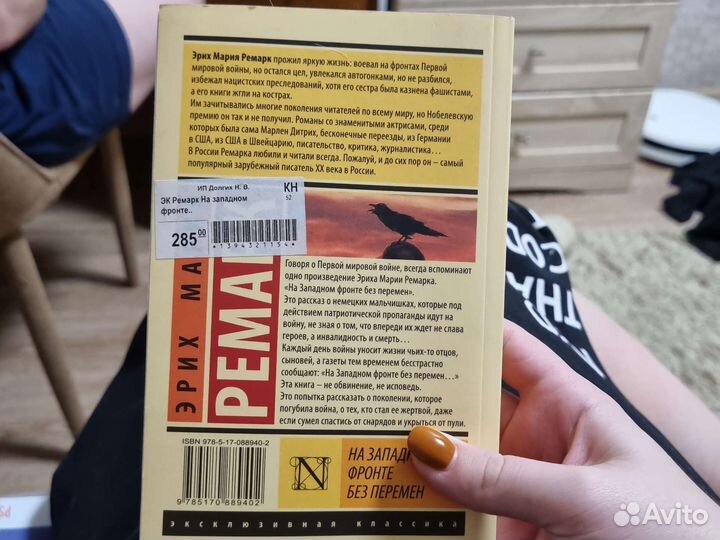 Эрих Мария Ремарк прожил яркую жизнь: воевал на фронтах Первой
мировой войны, но остался цел, увлекался автогонками, но не разбился,
избежал нацистских преследований, хотя его сестра была казнена фашистами,
а его книги жгли на кострах.
Им зачитывались многие поколения читателей по всему миру, но Нобелевскую
премию он так и не получил. Романы со знаменитыми актрисами, среди
которых была сама Марлен Дитрих, бесконечные переезды, из Германии
в США, из США в Швейцарию, писательство, критика, журналистика…
В России Ремарка любили и читали всегда. Пожалуй, и до сих пор он – самый
популярный зарубежный писатель XX века в России.
ИП Долгих Н. В.
КН
52
ЭК Ремарк На западном
фронте..
285 00
4139432115 4
ЭРИХ МА
РЕМА
Говоря о Первой мировой войне, всегда вспоминают
одно произведение Эриха Марии Ремарка.
«На Западном фронте без перемен».
Это рассказ о немецких мальчишках, которые под
действием патриотической пропаганды идут на
войну, не зная о том, что впереди их ждет не слава
героев, а инвалидность и смерть…
Каждый день войны уносит жизни чьих-то отцов,
сыновей, а газеты тем временем бесстрастно
сообщают: «На Западном фронте без перемен…»
Эта книга – не обвинение, не исповедь.
Это попытка рассказать о поколении, которое
погубила война, о тех, кто стал ее жертвой, даже
если сумел спастись от снарядов и укрыться от пули.
ISBN 978-5-17-088940-2
9 785170 889402
N
НА ЗАПАДН
ФРОНТЕ
БЕЗ ПЕРЕМЕН
эксклюзивная классика
Avito